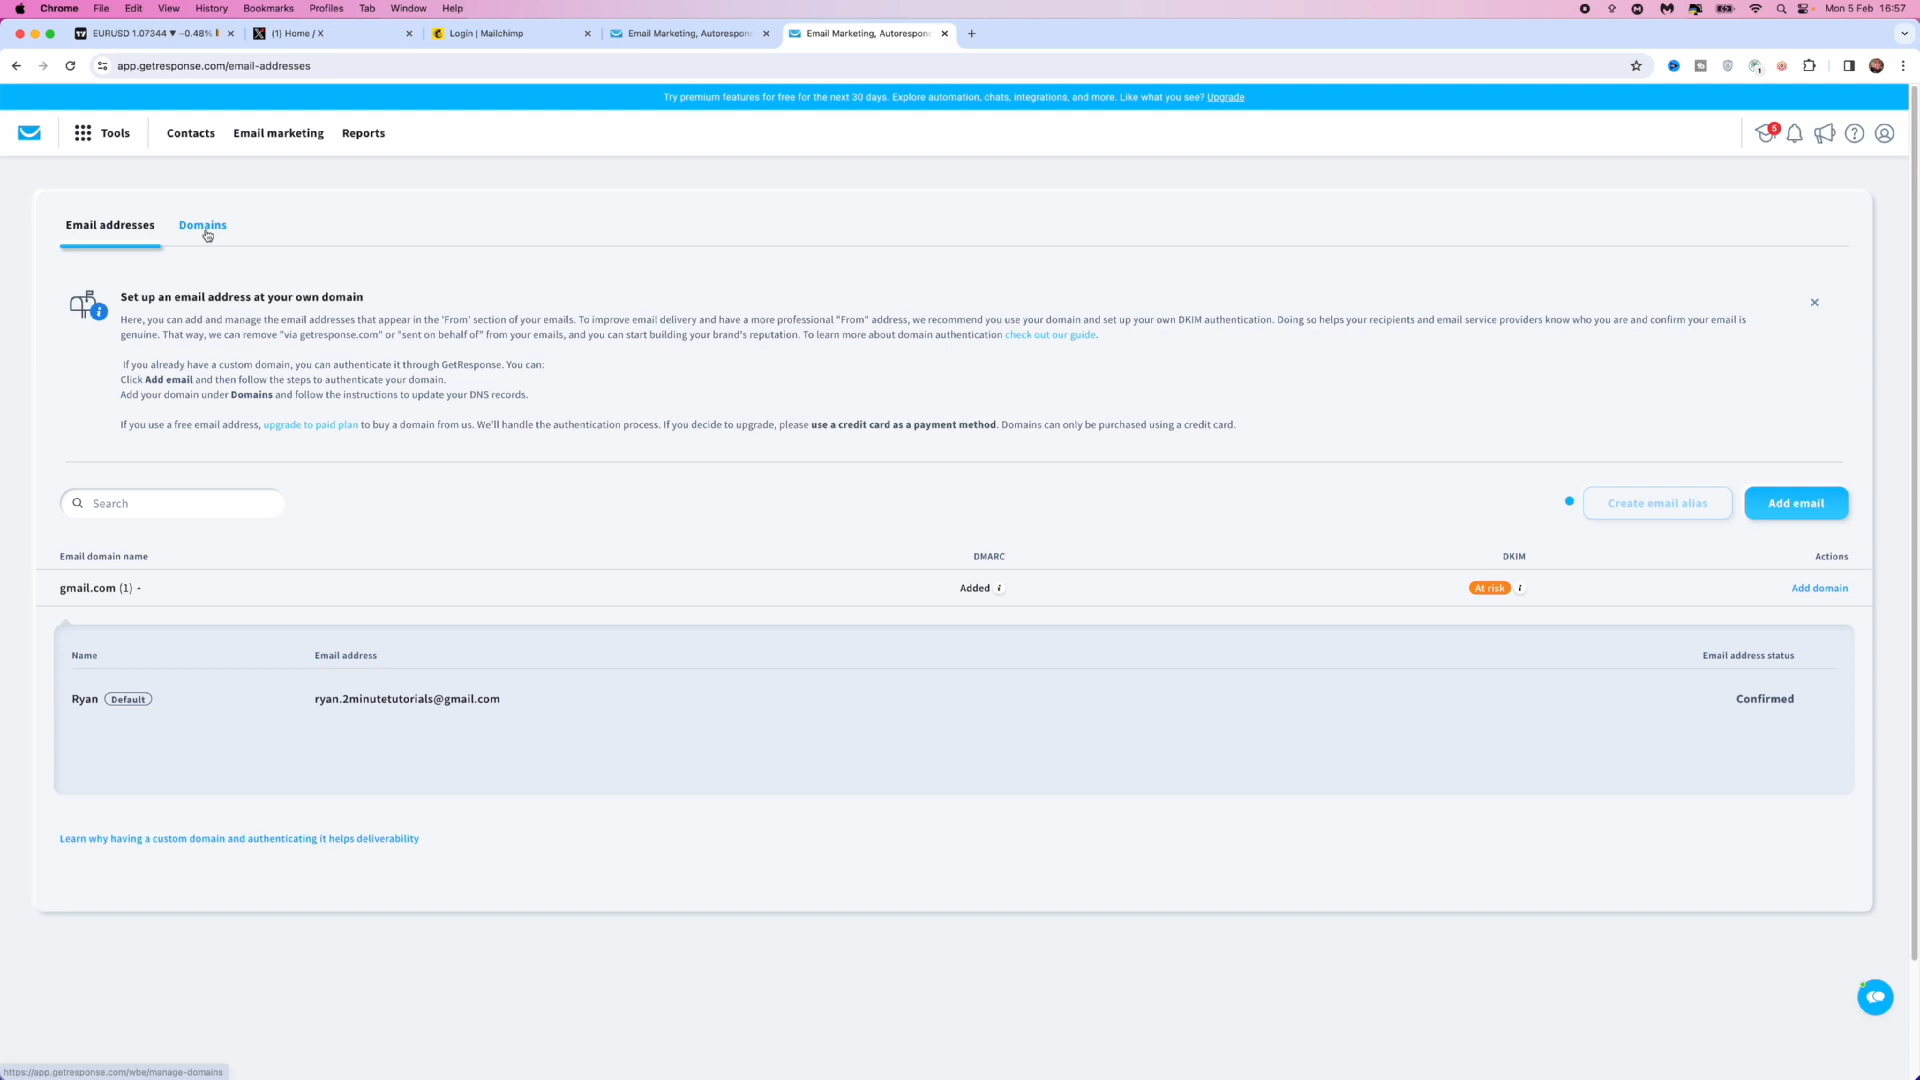 Chrome File Edit View History Bookmarks Profiles Tab Window Help Mon 5 Feb 16:57
EURUSD 1.07344 ▼ −0.48% (1) Home / X Login | Mailchimp Email Marketing, Autorespon Email Marketing, Autorespon
app.getresponse.com/email-addresses
Try premium features for free for the next 30 days. Explore automation, chats, integrations, and more. Like what you see? Upgrade
Tools Contacts Email marketing Reports 5
Email addresses Domains
Set up an email address at your own domain
Here, you can add and manage the email addresses that appear in the 'From' section of your emails. To improve email delivery and have a more professional "From" address, we recommend you use your domain and set up your own DKIM authentication. Doing so helps your recipients and email service providers know who you are and confirm your email is
genuine. That way, we can remove "via getresponse.com" or "sent on behalf of" from your emails, and you can start building your brand's reputation. To learn more about domain authentication check out our guide.
If you already have a custom domain, you can authenticate it through GetResponse. You can:
Click Add email and then follow the steps to authenticate your domain.
Add your domain under Domains and follow the instructions to update your DNS records.
If you use a free email address, upgrade to paid plan to buy a domain from us. We'll handle the authentication process. If you decide to upgrade, please use a credit card as a payment method. Domains can only be purchased using a credit card.
Search Create email alias Add email
Email domain name DMARC DKIM Actions
gmail.com (1) - Added At risk Add domain
Name Email address Email address status
Ryan Default ryan.2minutetutorials@gmail.com Confirmed
Learn why having a custom domain and authenticating it helps deliverability
https://app.getresponse.com/wbe/manage-domains